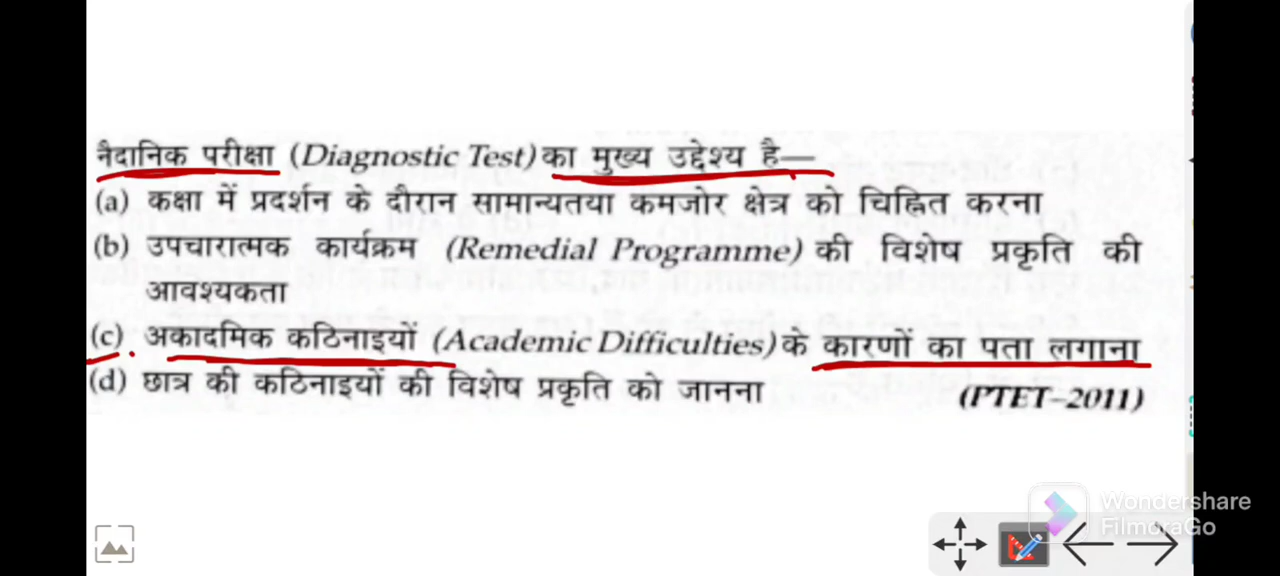 नैदानिक परीक्षा (Diagnostic Test) का मुख्य उद्देश्य है—
(a) कक्षा में प्रदर्शन के दौरान सामान्यतया कमजोर क्षेत्र को चिह्नित करना
(b) उपचारात्मक कार्यक्रम (Remedial Programme) की विशेष प्रकृति की
आवश्यकता
(c) अकादमिक कठिनाइयों (Academic Difficulties) के कारणों का पता लगाना
(d) छात्र की कठिनाइयों की विशेष प्रकृति को जानना (PTET–2011)
Wondershare
FilmoraGo